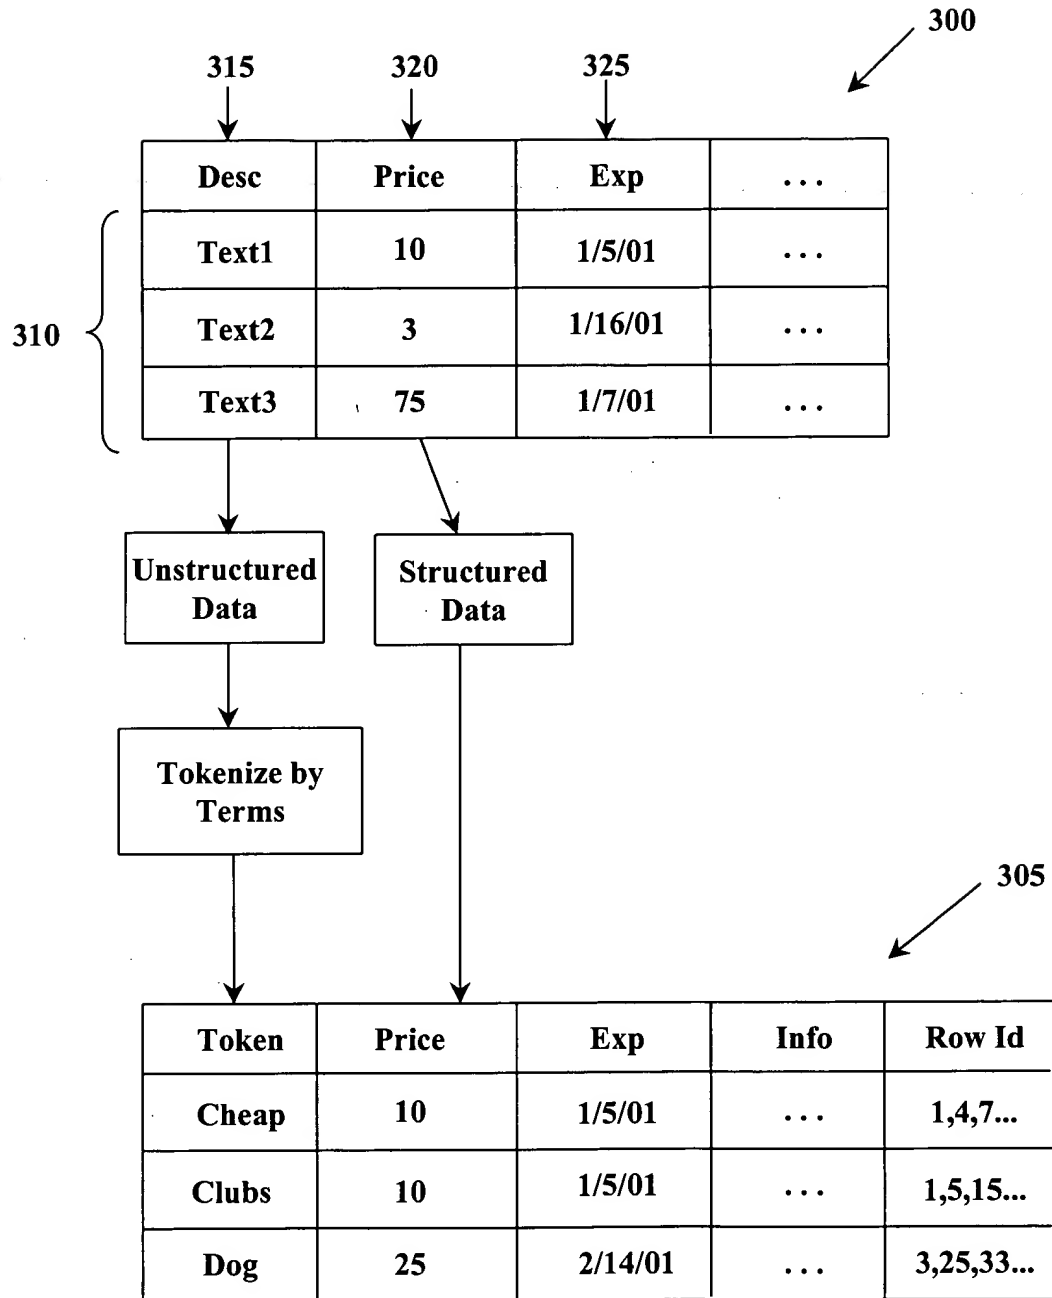 300
315 320 325
Desc Price Exp ...
Text1 10 1/5/01 ...
310
Text2 3 1/16/01 ...
Text3 75 1/7/01 ...
Unstructured
Data
Structured
Data
Tokenize by
Terms
305
Token Price Exp Info Row Id
Cheap 10 1/5/01 ... 1,4,7...
Clubs 10 1/5/01 ... 1,5,15...
Dog 25 2/14/01 ... 3,25,33...